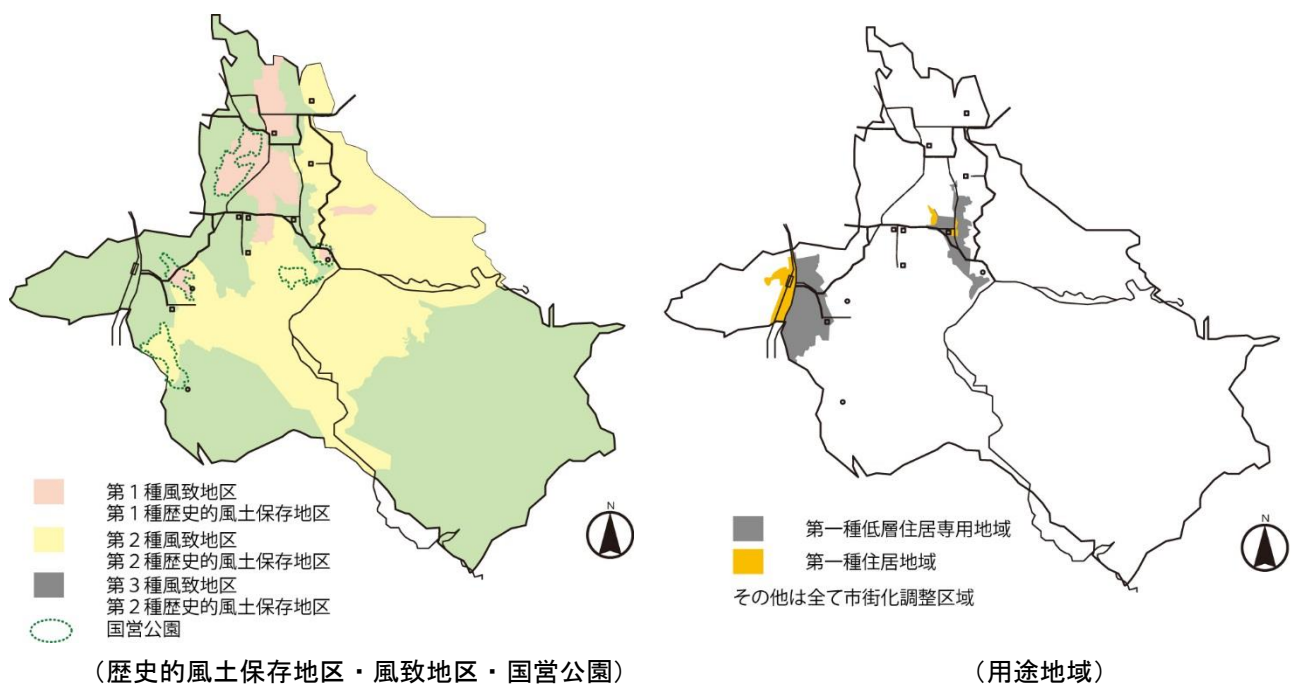 第1種風致地区
第1種歴史的風土保存地区
第2種風致地区
第2種歴史的風土保存地区
第3種風致地区
第2種歴史的風土保存地区
国営公園
N
（歴史的風土保存地区・風致地区・国営公園）
第一種低層住居専用地域
第一種住居地域
その他は全て市街化調整区域
N
（用途地域）